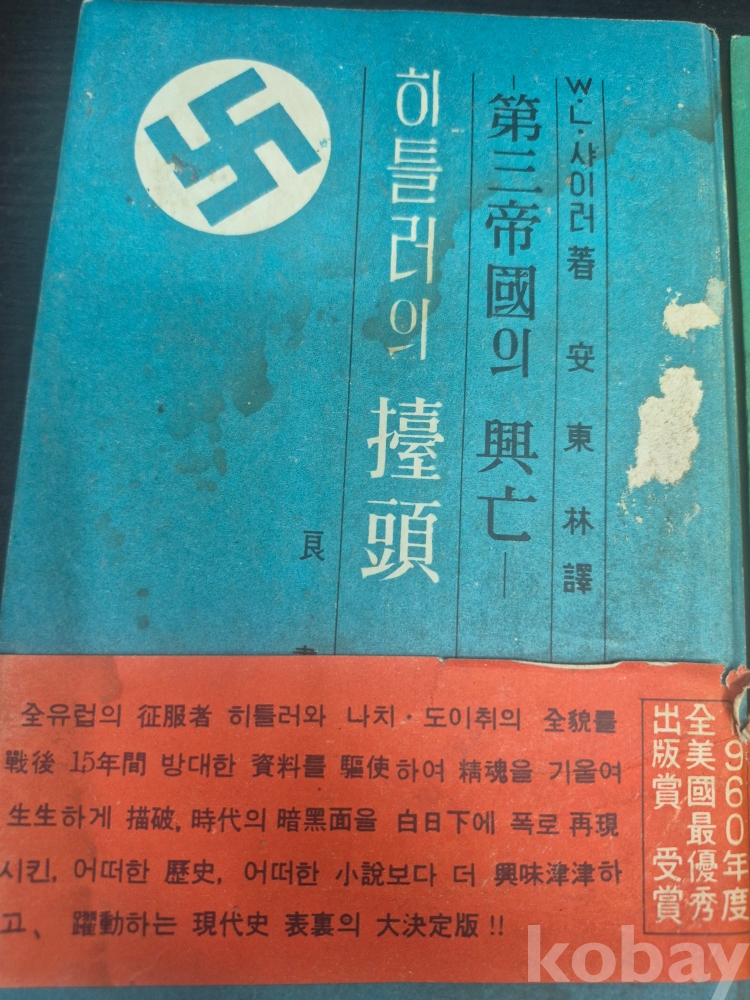 W·L·샤이러 著 安東林 譯
—第三帝國의 興亡—
히틀러의 擡頭
良
全유럽의 征服者 히틀러와 나치·도이취의 全貌를
戰後 15年間 방대한 資料를 驅使하여 精魂을 기울여
生生하게 描破, 時代의 暗黑面을 白日下에 폭로 再現
시킨, 어떠한 歷史, 어떠한 小說보다 더 興味津津하
고、 躍動하는 現代史 表裏의 大決定版!!
960年度
全美國最優秀
出版賞 受賞
kobay